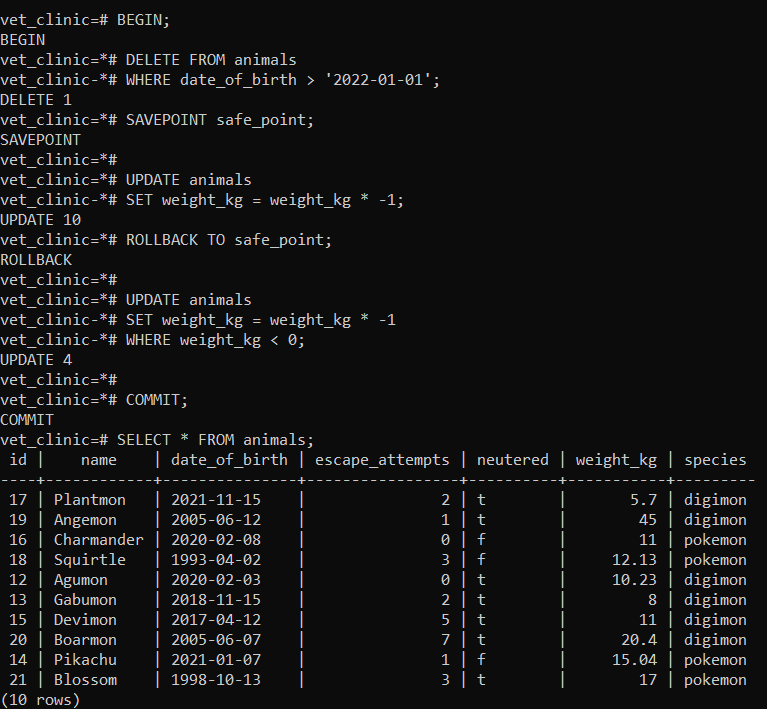 vet_clinic=# BEGIN;
BEGIN
vet_clinic=*# DELETE FROM animals
vet_clinic-*# WHERE date_of_birth > '2022-01-01';
DELETE 1
vet_clinic=*# SAVEPOINT safe_point;
SAVEPOINT
vet_clinic=*#
vet_clinic=*# UPDATE animals
vet_clinic-*# SET weight_kg = weight_kg * -1;
UPDATE 10
vet_clinic=*# ROLLBACK TO safe_point;
ROLLBACK
vet_clinic=*#
vet_clinic=*# UPDATE animals
vet_clinic-*# SET weight_kg = weight_kg * -1
vet_clinic-*# WHERE weight_kg < 0;
UPDATE 4
vet_clinic=*#
vet_clinic=*# COMMIT;
COMMIT
vet_clinic=# SELECT * FROM animals;
 id |    name    | date_of_birth | escape_attempts | neutered | weight_kg | species
----+------------+---------------+-----------------+----------+-----------+---------
 17 | Plantmon   | 2021-11-15    |               2 | t        |       5.7 | digimon
 19 | Angemon    | 2005-06-12    |               1 | t        |        45 | digimon
 16 | Charmander | 2020-02-08    |               0 | f        |        11 | pokemon
 18 | Squirtle   | 1993-04-02    |               3 | f        |     12.13 | pokemon
 12 | Agumon     | 2020-02-03    |               0 | t        |     10.23 | digimon
 13 | Gabumon    | 2018-11-15    |               2 | t        |         8 | digimon
 15 | Devimon    | 2017-04-12    |               5 | t        |        11 | digimon
 20 | Boarmon    | 2005-06-07    |               7 | t        |      20.4 | digimon
 14 | Pikachu    | 2021-01-07    |               1 | f        |     15.04 | pokemon
 21 | Blossom    | 1998-10-13    |               3 | t        |        17 | pokemon
(10 rows)